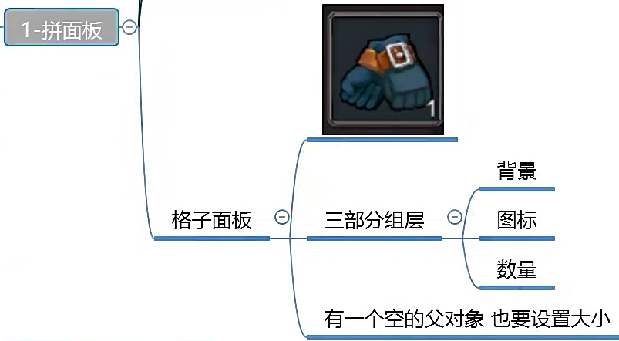 1-拼面板
1
格子面板
三部分组层
背景
图标
数量
有一个空的父对象 也要设置大小